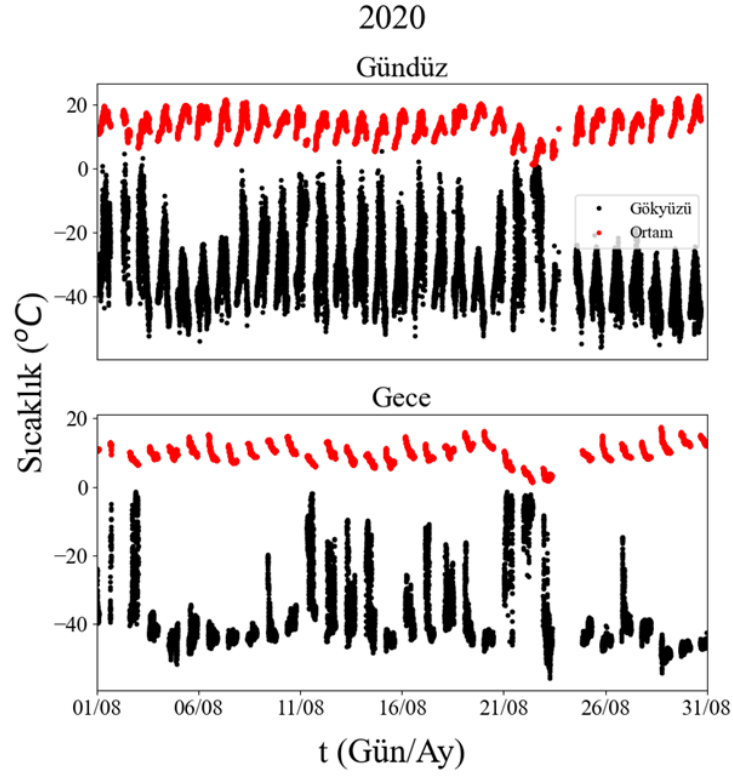 2020
Gündüz
20
0
−20
−40
Gökyüzü
Ortam
Sıcaklık (°C)
Gece
20
0
−20
−40
01/08 06/08 11/08 16/08 21/08 26/08 31/08
t (Gün/Ay)